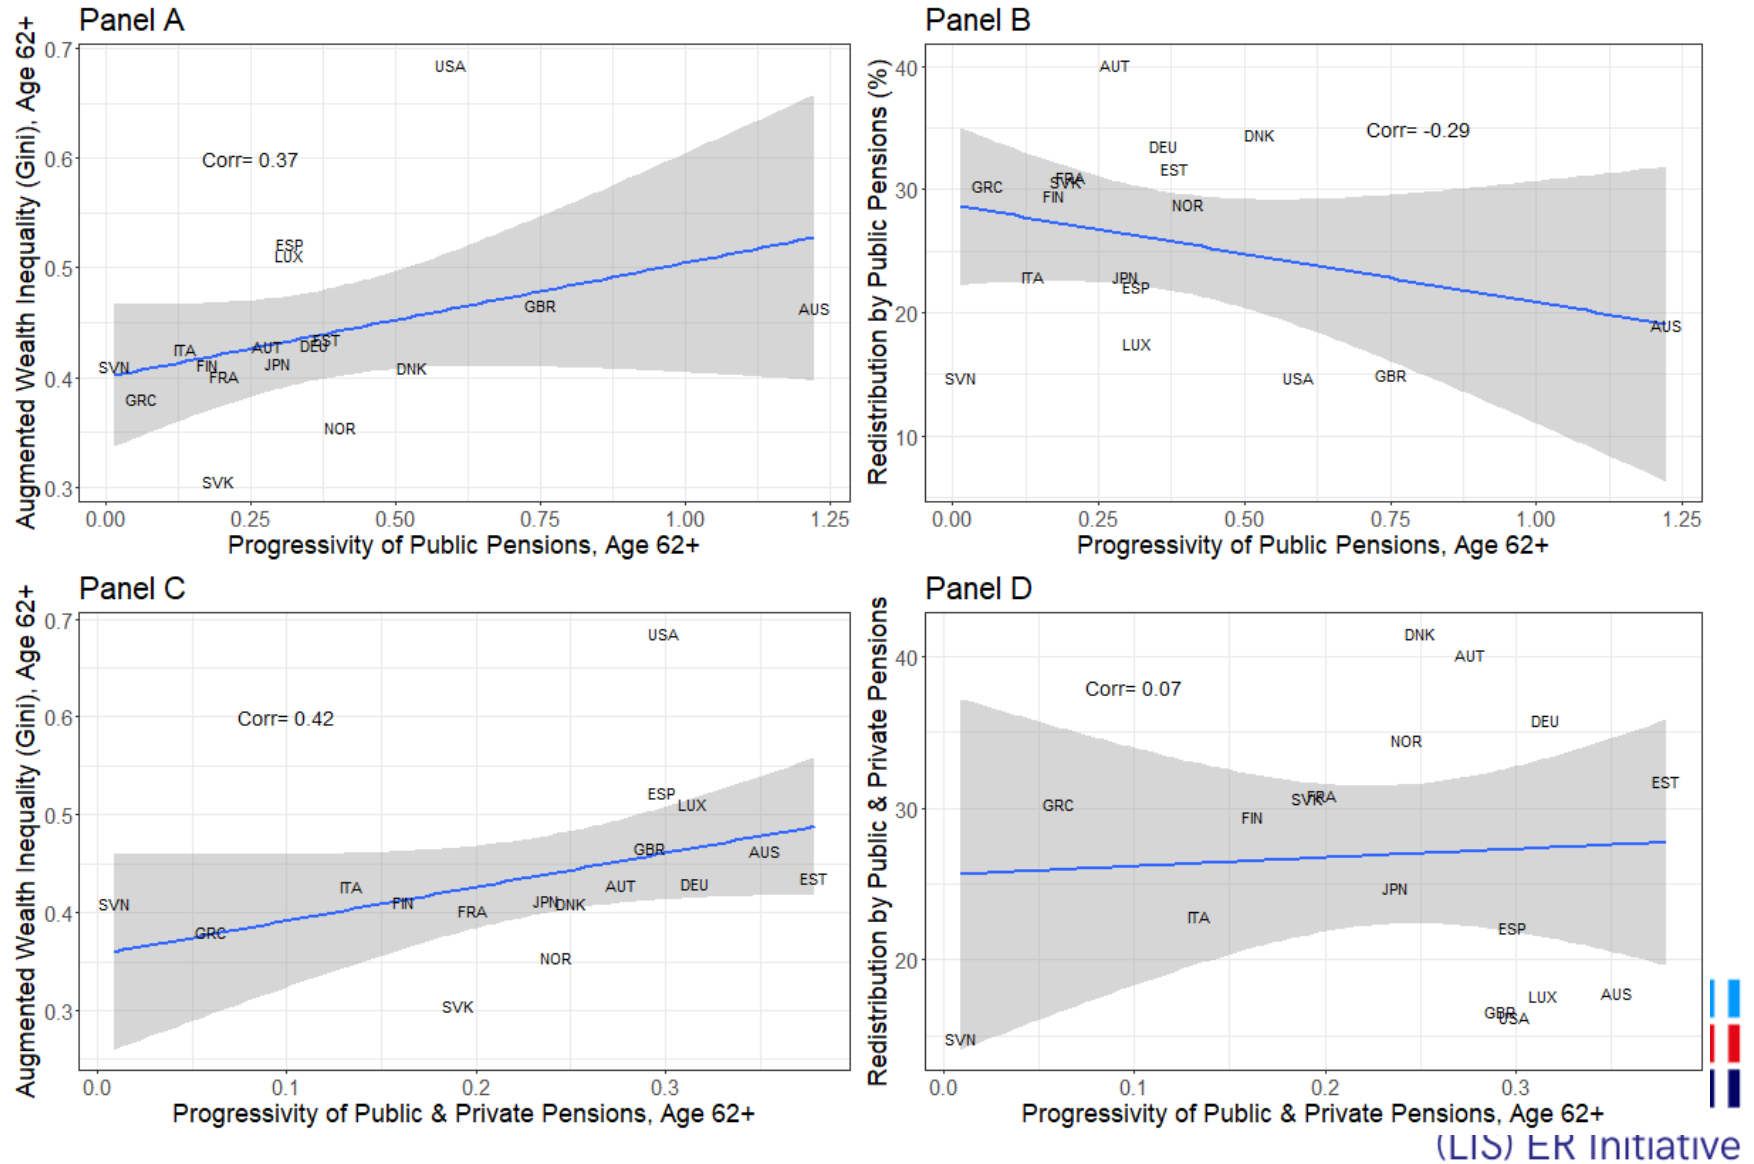 Panel A
Augmented Wealth Inequality (Gini), Age 62+
0.7
0.6
0.5
0.4
0.3
USA
Corr= 0.37
ESP
LUX
GBR
AUS
ITA
AUT
DEU
EST
SVN
FIN
JPN
DNK
FRA
GRC
NOR
SVK
0.00 0.25 0.50 0.75 1.00 1.25
Progressivity of Public Pensions, Age 62+
Panel B
Redistribution by Public Pensions (%)
40
30
20
10
AUT
Corr= -0.29
DNK
DEU
EST
FRA
SVK
GRC
FIN
NOR
ITA
JPN
ESP
AUS
LUX
SVN
USA
GBR
0.00 0.25 0.50 0.75 1.00 1.25
Progressivity of Public Pensions, Age 62+
Panel C
Augmented Wealth Inequality (Gini), Age 62+
0.7
0.6
0.5
0.4
0.3
USA
Corr= 0.42
ESP
LUX
GBR
AUS
ITA
AUT
DEU
EST
SVN
FIN
FRA
JPN
DNK
GRC
NOR
SVK
0.0 0.1 0.2 0.3
Progressivity of Public & Private Pensions, Age 62+
Panel D
Redistribution by Public & Private Pensions
40
30
20
DNK
AUT
Corr= 0.07
DEU
NOR
EST
GRC
SVK
FRA
FIN
JPN
ITA
ESP
LUX
AUS
GBR
USA
SVN
0.0 0.1 0.2 0.3
Progressivity of Public & Private Pensions, Age 62+
(LIS) ER Initiative